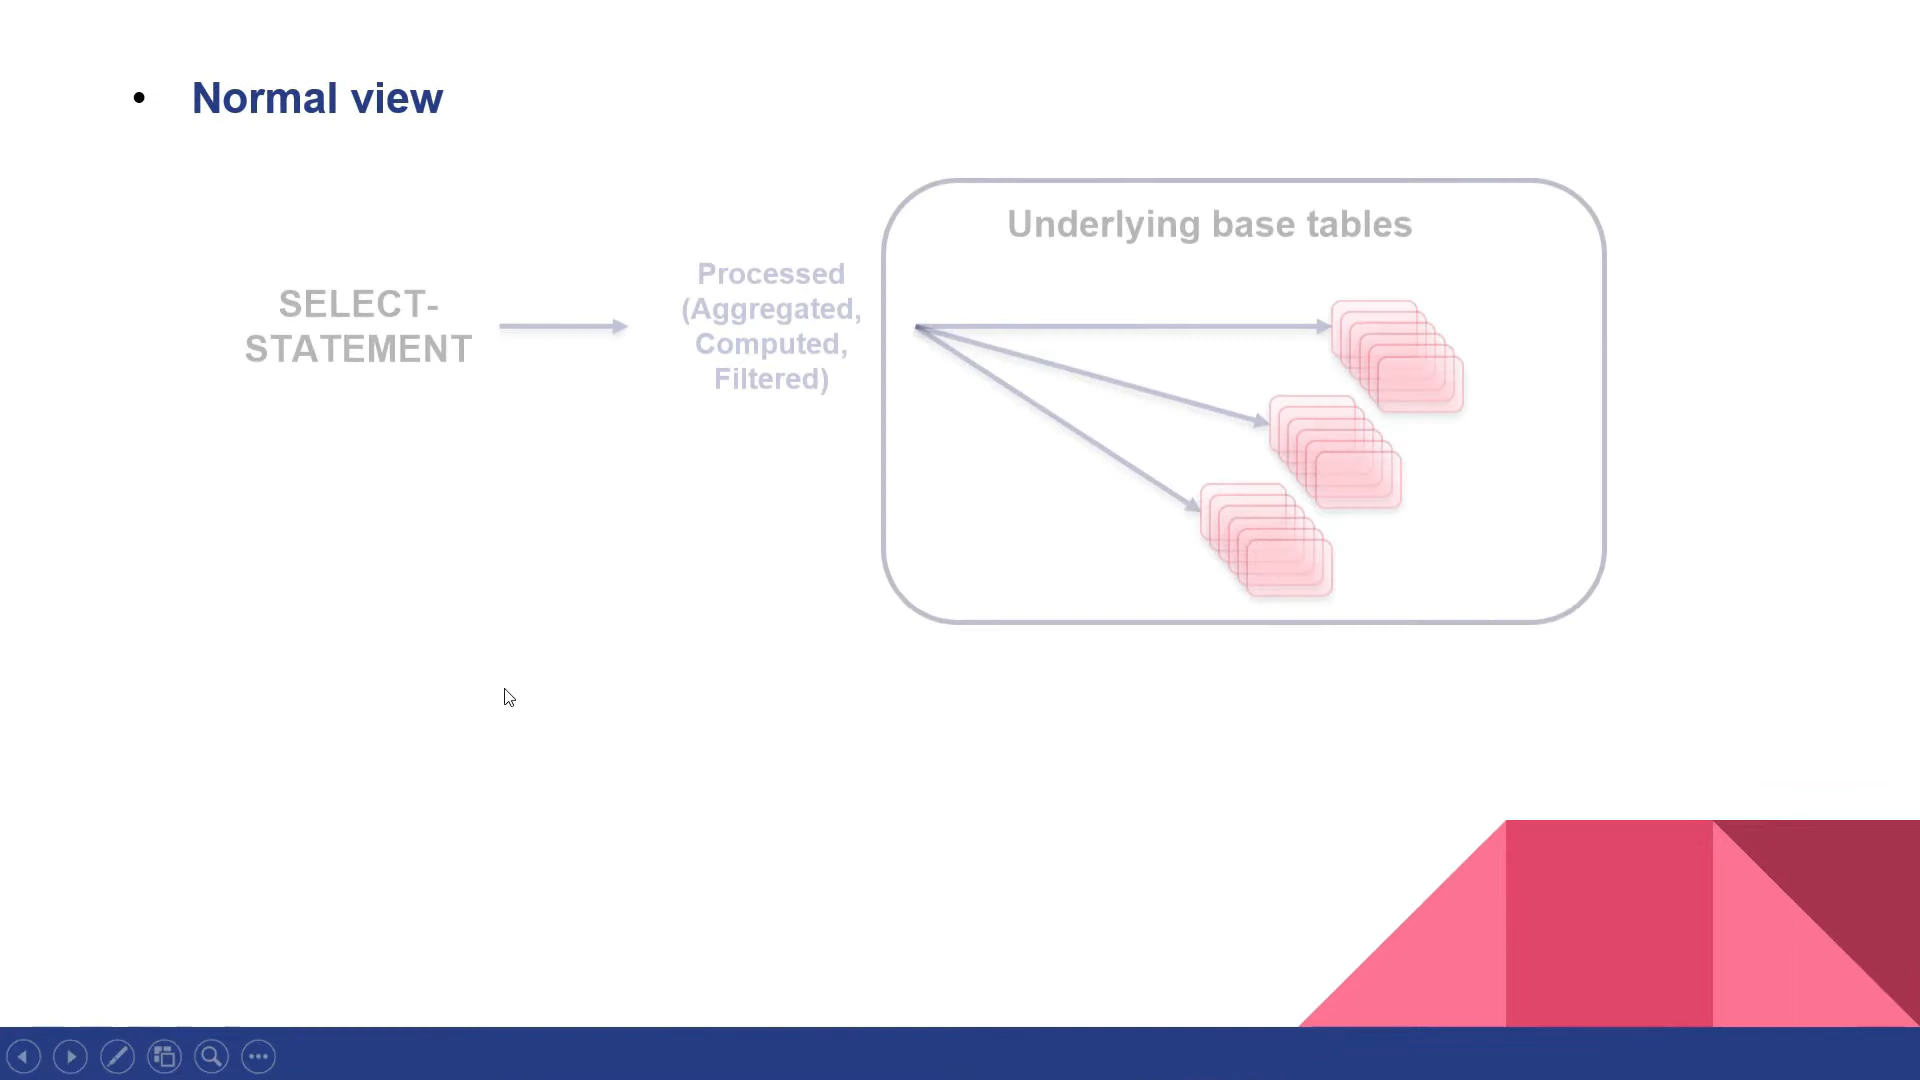 • Normal view
Underlying base tables
SELECT-
STATEMENT
Processed
(Aggregated,
Computed,
Filtered)